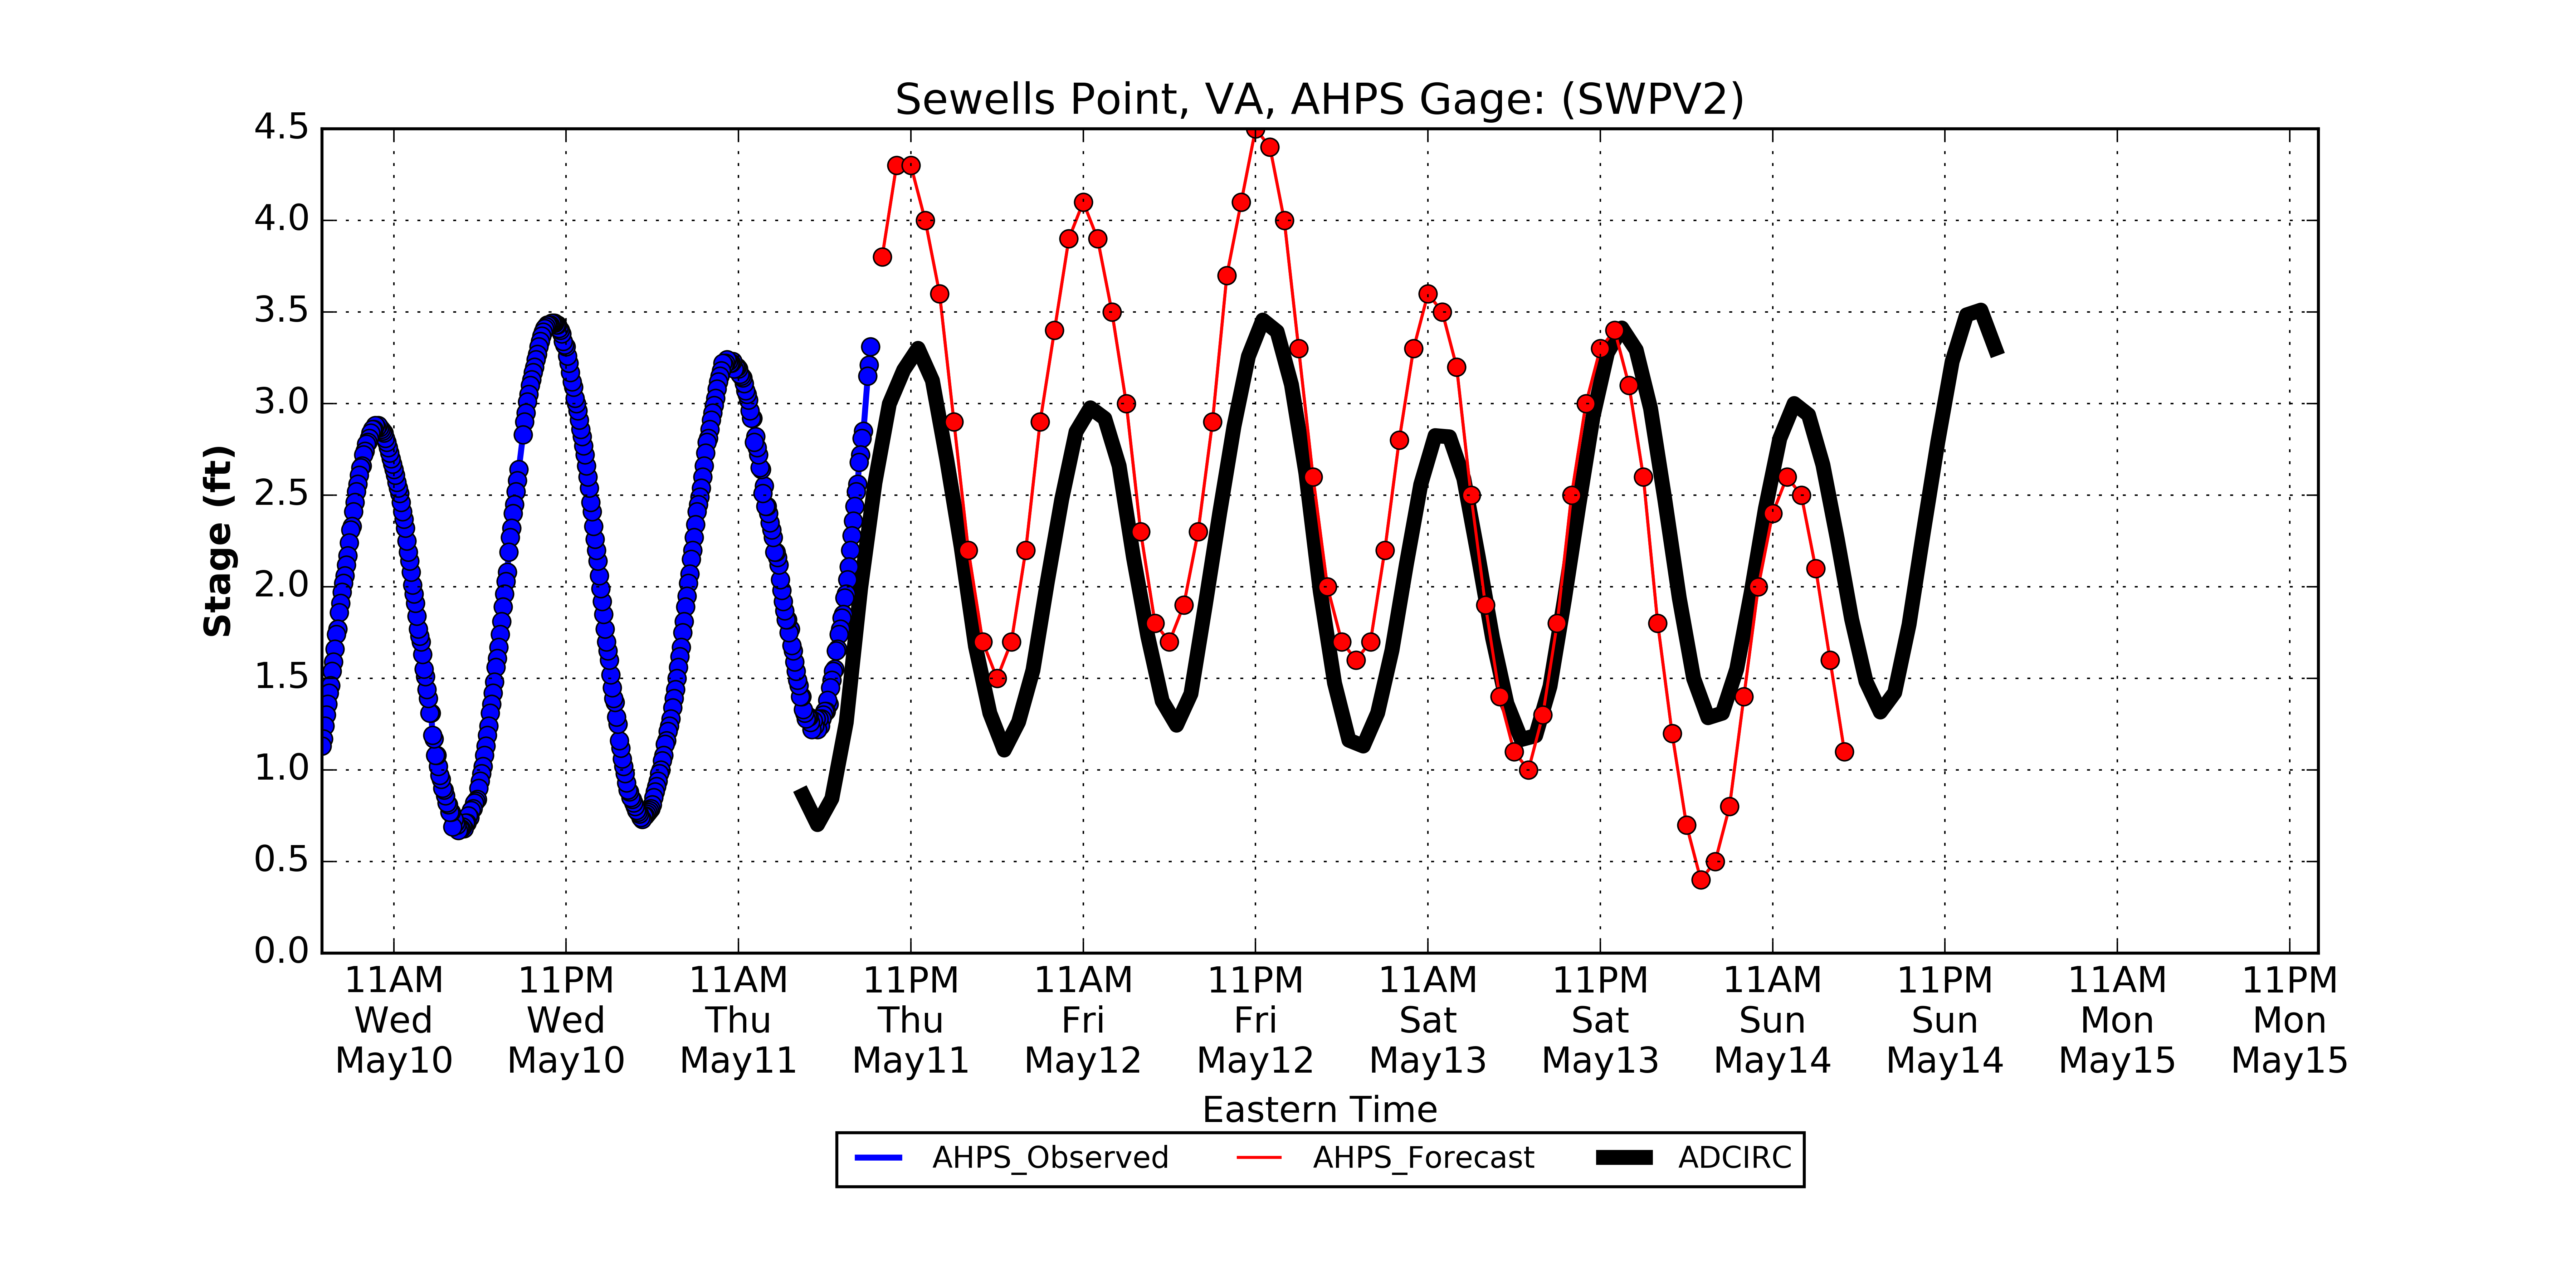 Sewells Point, VA, AHPS Gage: (SWPV2)
4.5
4.0
3.5
3.0
2.5
2.0
1.5
1.0
0.5
0.0
Stage (ft)
11AM 11PM 11AM 11PM 11AM 11PM 11AM 11PM 11AM 11PM 11AM 11PM
Wed Wed Thu Thu Fri Fri Sat Sat Sun Sun Mon Mon
May10 May10 May11 May11 May12 May12 May13 May13 May14 May14 May15 May15
Eastern Time
AHPS_Observed AHPS_Forecast ADCIRC